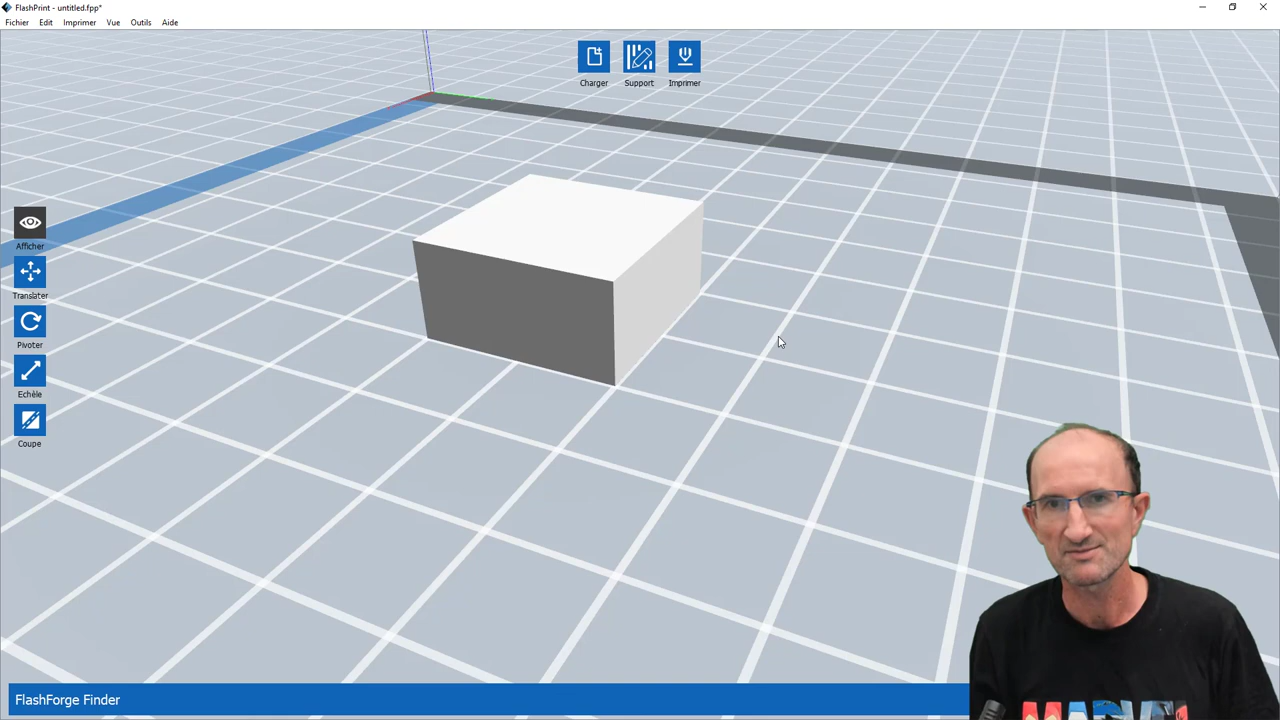 FlashPrint - untitled.fpp*
Fichier Edit Imprimer Vue Outils Aide
Charger Support Imprimer
Afficher
Translater
Pivoter
Echèle
Coupe
FlashForge Finder
MARVEL